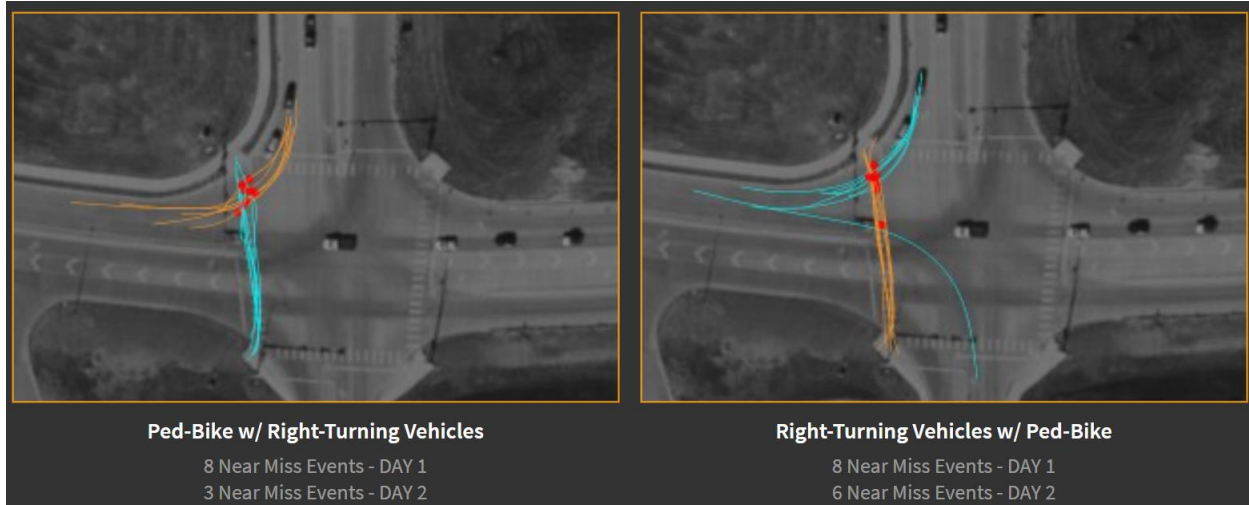 Ped-Bike w/ Right-Turning Vehicles
8 Near Miss Events - DAY 1
3 Near Miss Events - DAY 2
Right-Turning Vehicles w/ Ped-Bike
8 Near Miss Events - DAY 1
6 Near Miss Events - DAY 2